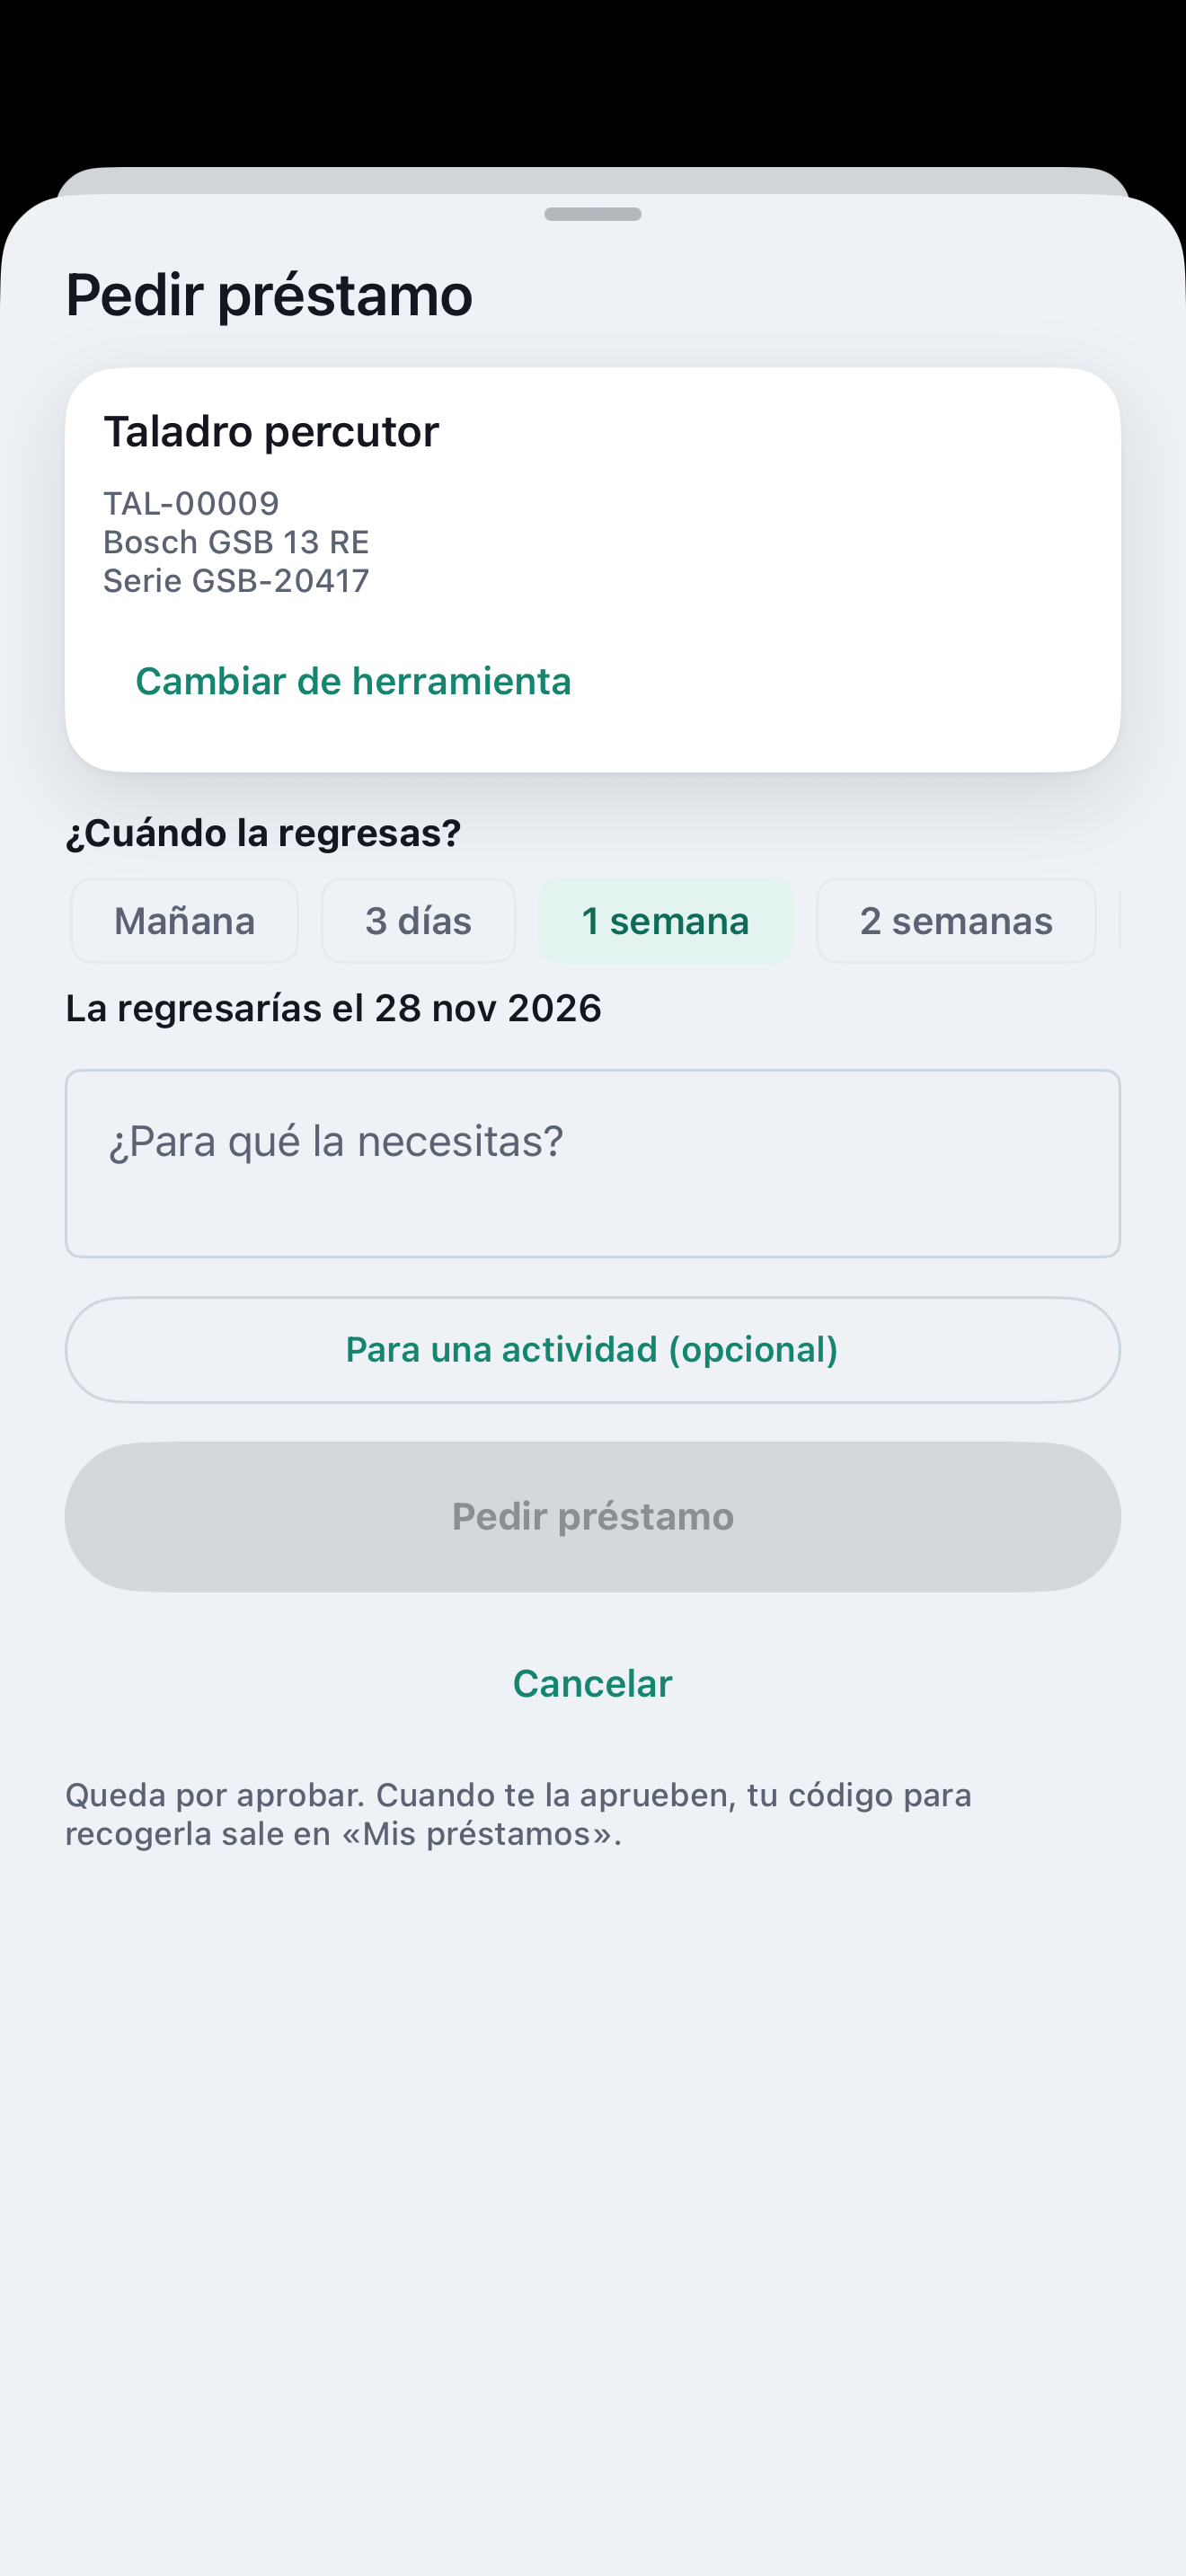 Pedir préstamo
Taladro percutor
TAL-00009
Bosch GSB 13 RE
Serie GSB-20417
Cambiar de herramienta
¿Cuándo la regresas?
Mañana
3 días
1 semana
2 semanas
La regresarías el 28 nov 2026
¿Para qué la necesitas?
Para una actividad (opcional)
Pedir préstamo
Cancelar
Queda por aprobar. Cuando te la aprueben, tu código para
recogerla sale en «Mis préstamos».